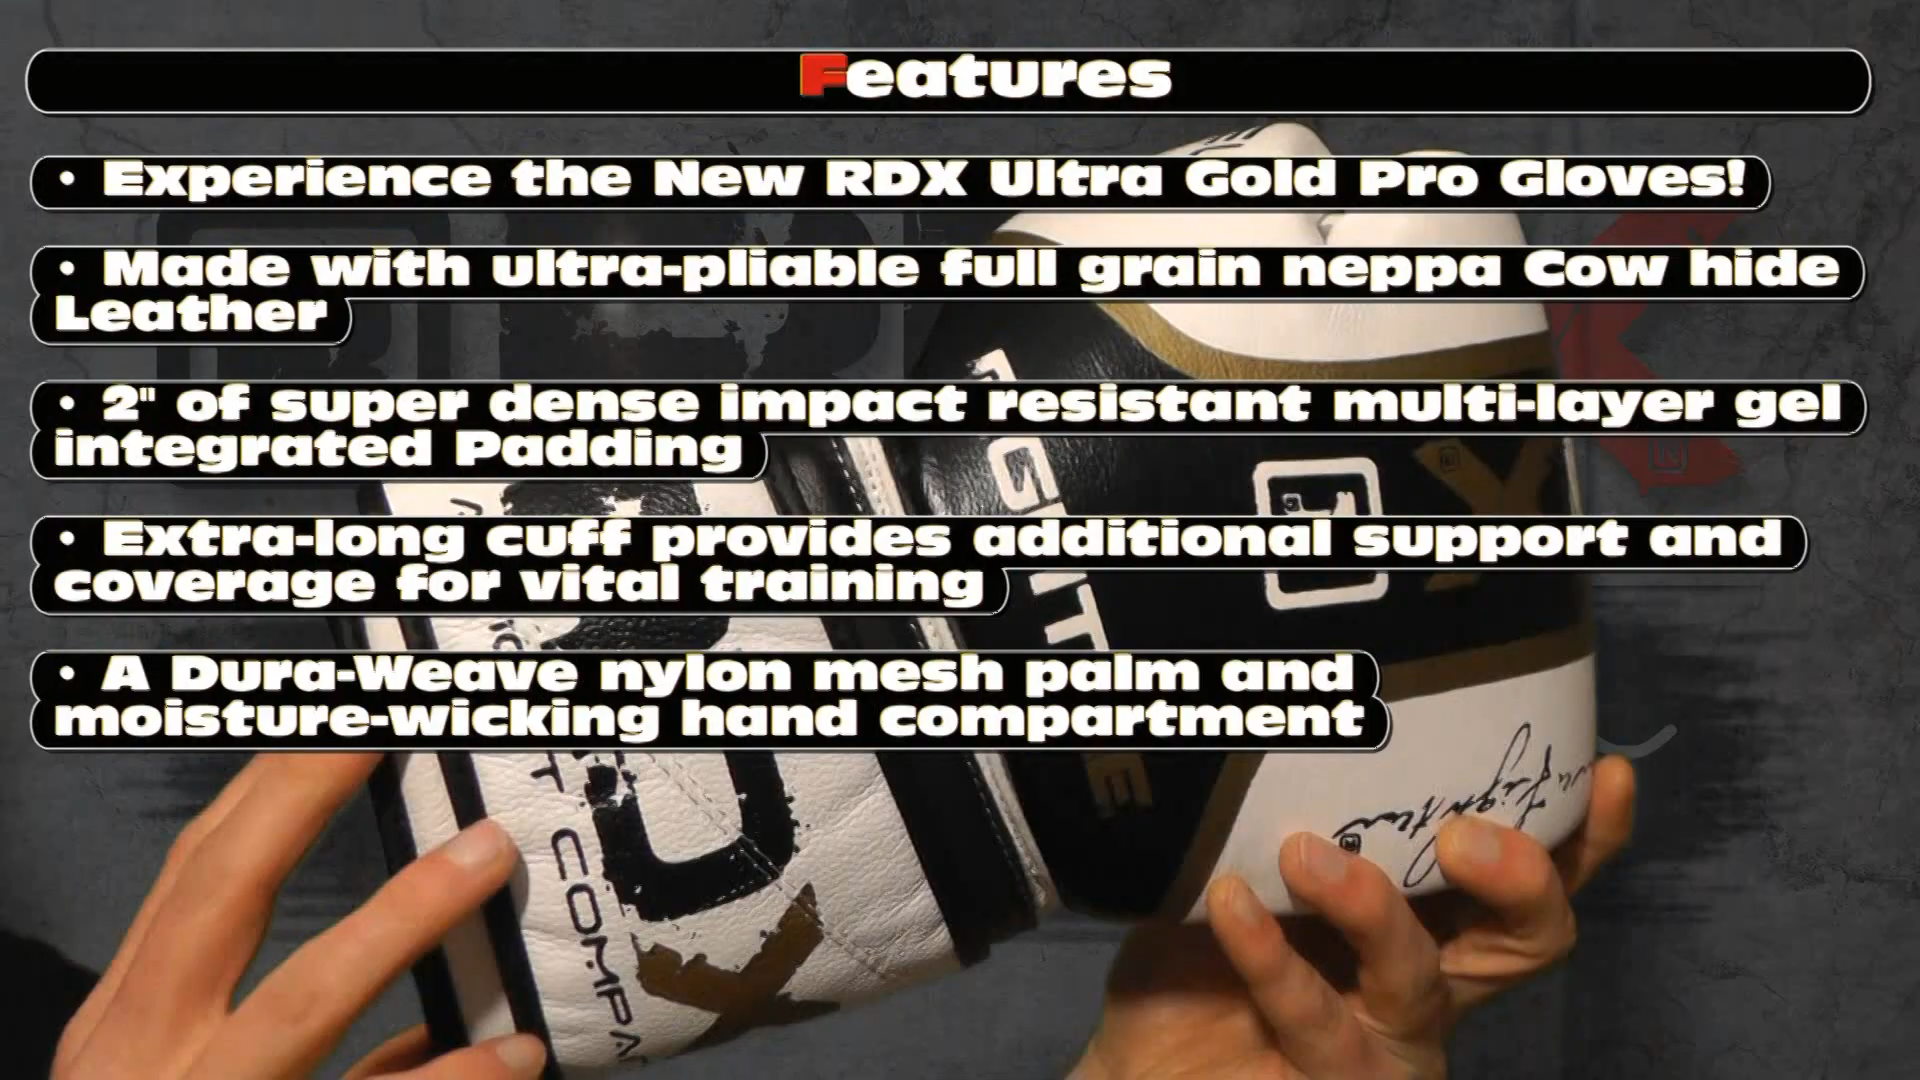 Features
• Experience the New RDX Ultra Gold Pro Gloves!
• Made with ultra-pliable full grain neppa Cow hide
Leather
• 2" of super dense impact resistant multi-layer gel
integrated Padding
• Extra-long cuff provides additional support and
coverage for vital training
• A Dura-Weave nylon mesh palm and
moisture-wicking hand compartment
T COMPA